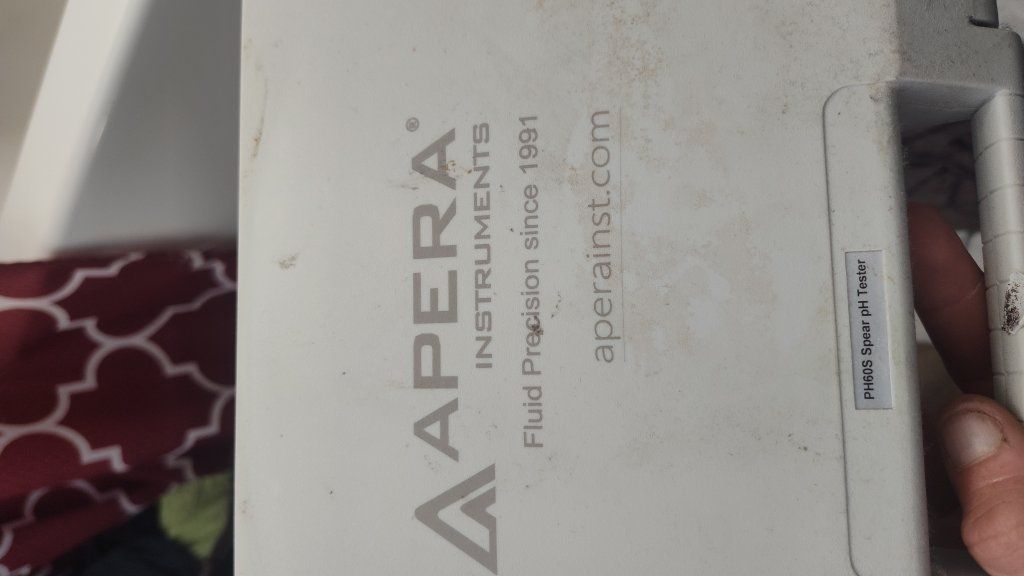 APERA®
INSTRUMENTS
Fluid Precision since 1991
aperainst.com
PH60S Spear pH Tester